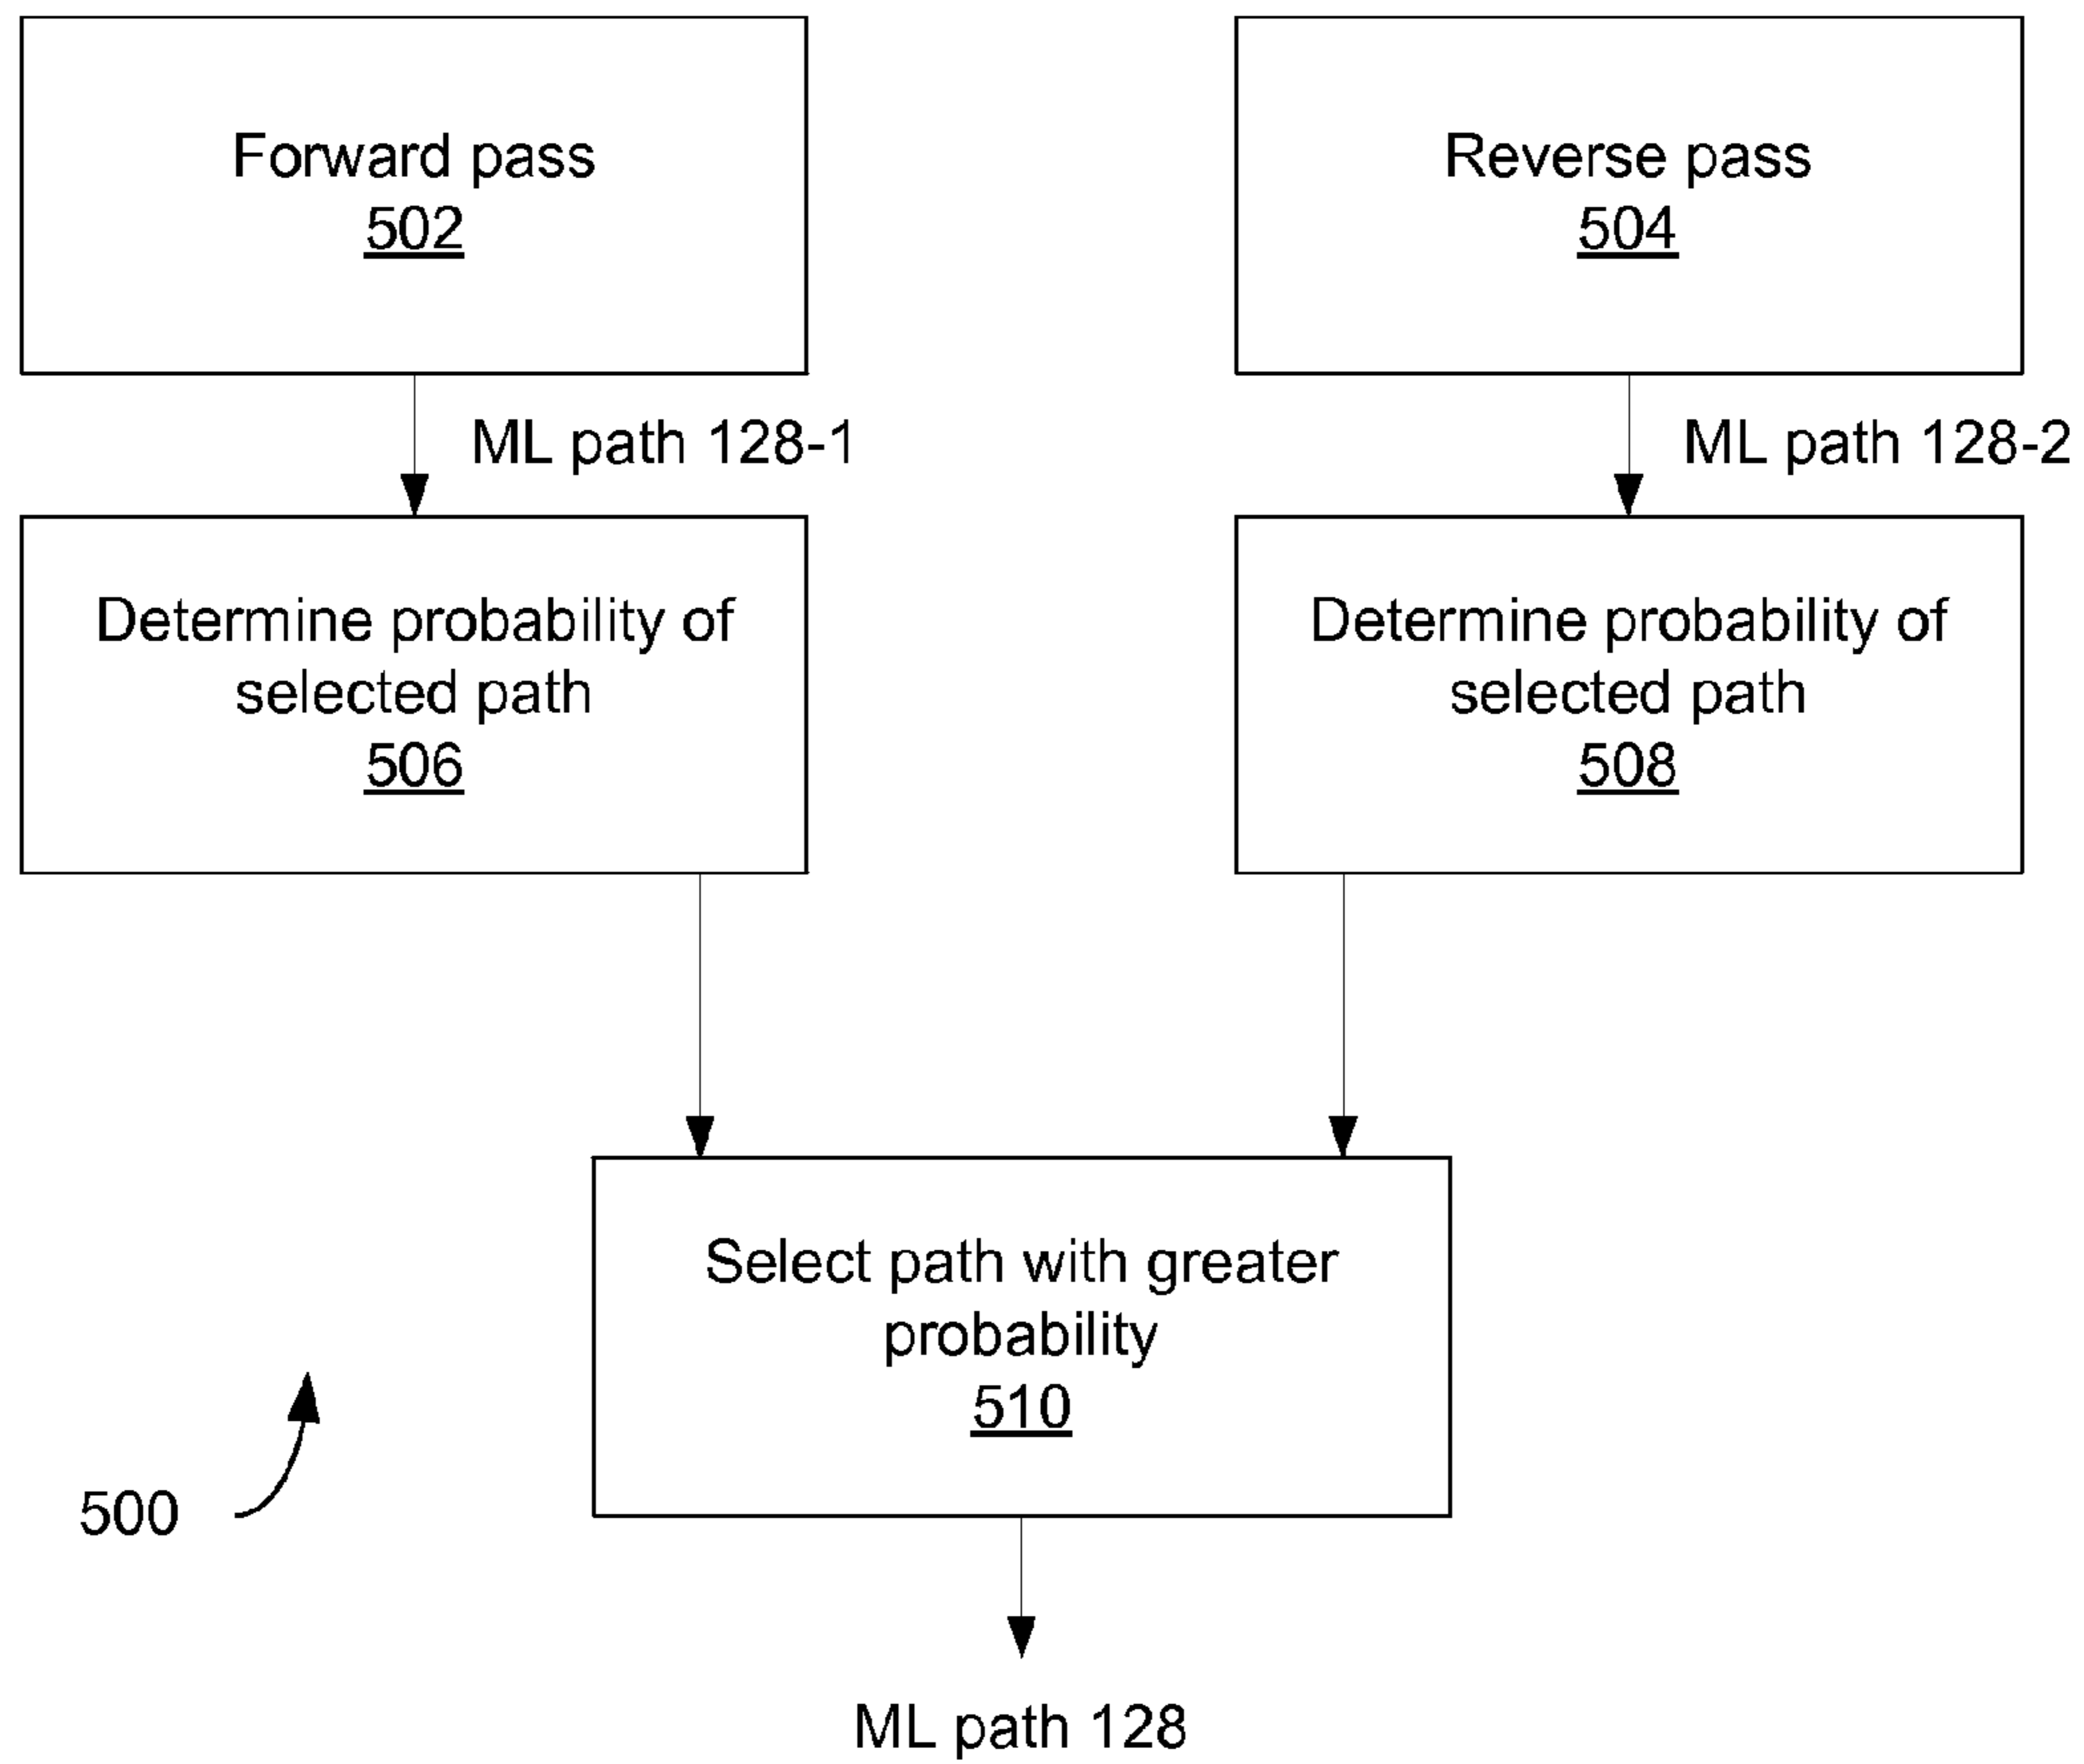 Forward pass
502
Reverse pass
504
ML path 128-1
ML path 128-2
Determine probability of
selected path
506
Determine probability of
selected path
508
Select path with greater
probability
510
500
ML path 128